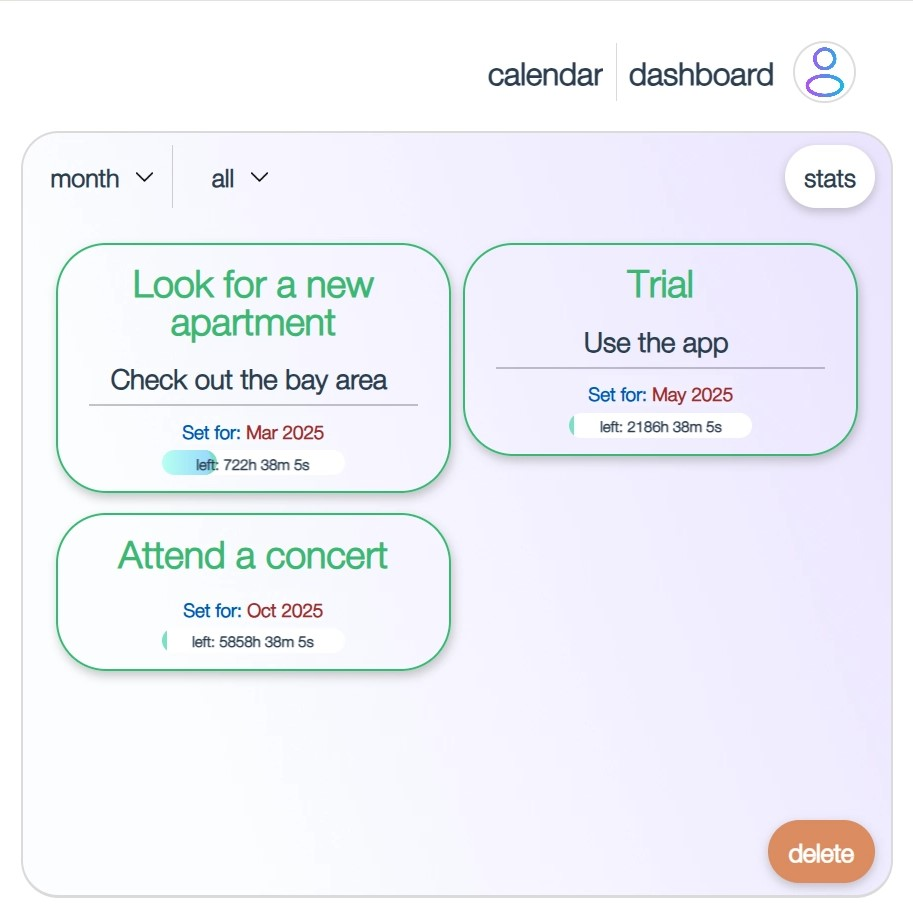 calendar
dashboard
month
all
stats
Look for a new
apartment
Check out the bay area
Set for: Mar 2025
left: 722h 38m 5s
Trial
Use the app
Set for: May 2025
left: 2186h 38m 5s
Attend a concert
Set for: Oct 2025
left: 5858h 38m 5s
delete